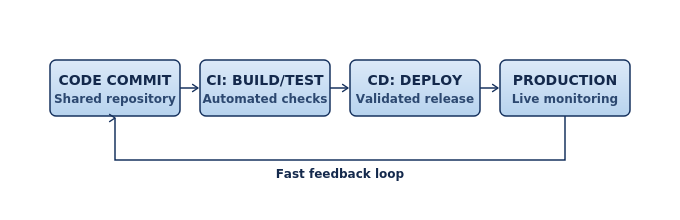 CODE COMMIT
Shared repository
CI: BUILD/TEST
Automated checks
CD: DEPLOY
Validated release
PRODUCTION
Live monitoring
Fast feedback loop